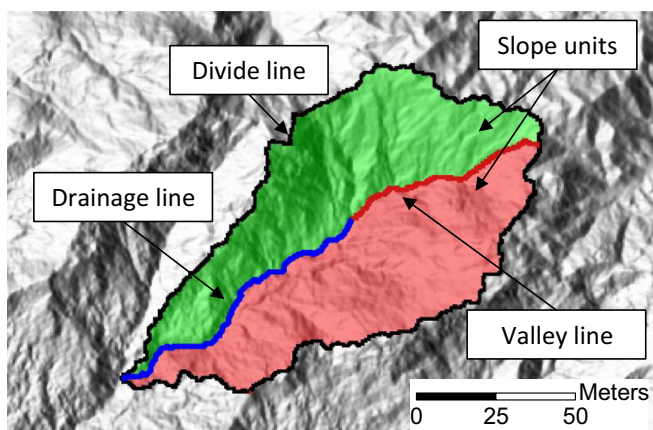 Slope units
Divide line
Drainage line
Valley line
Meters
0 25 50